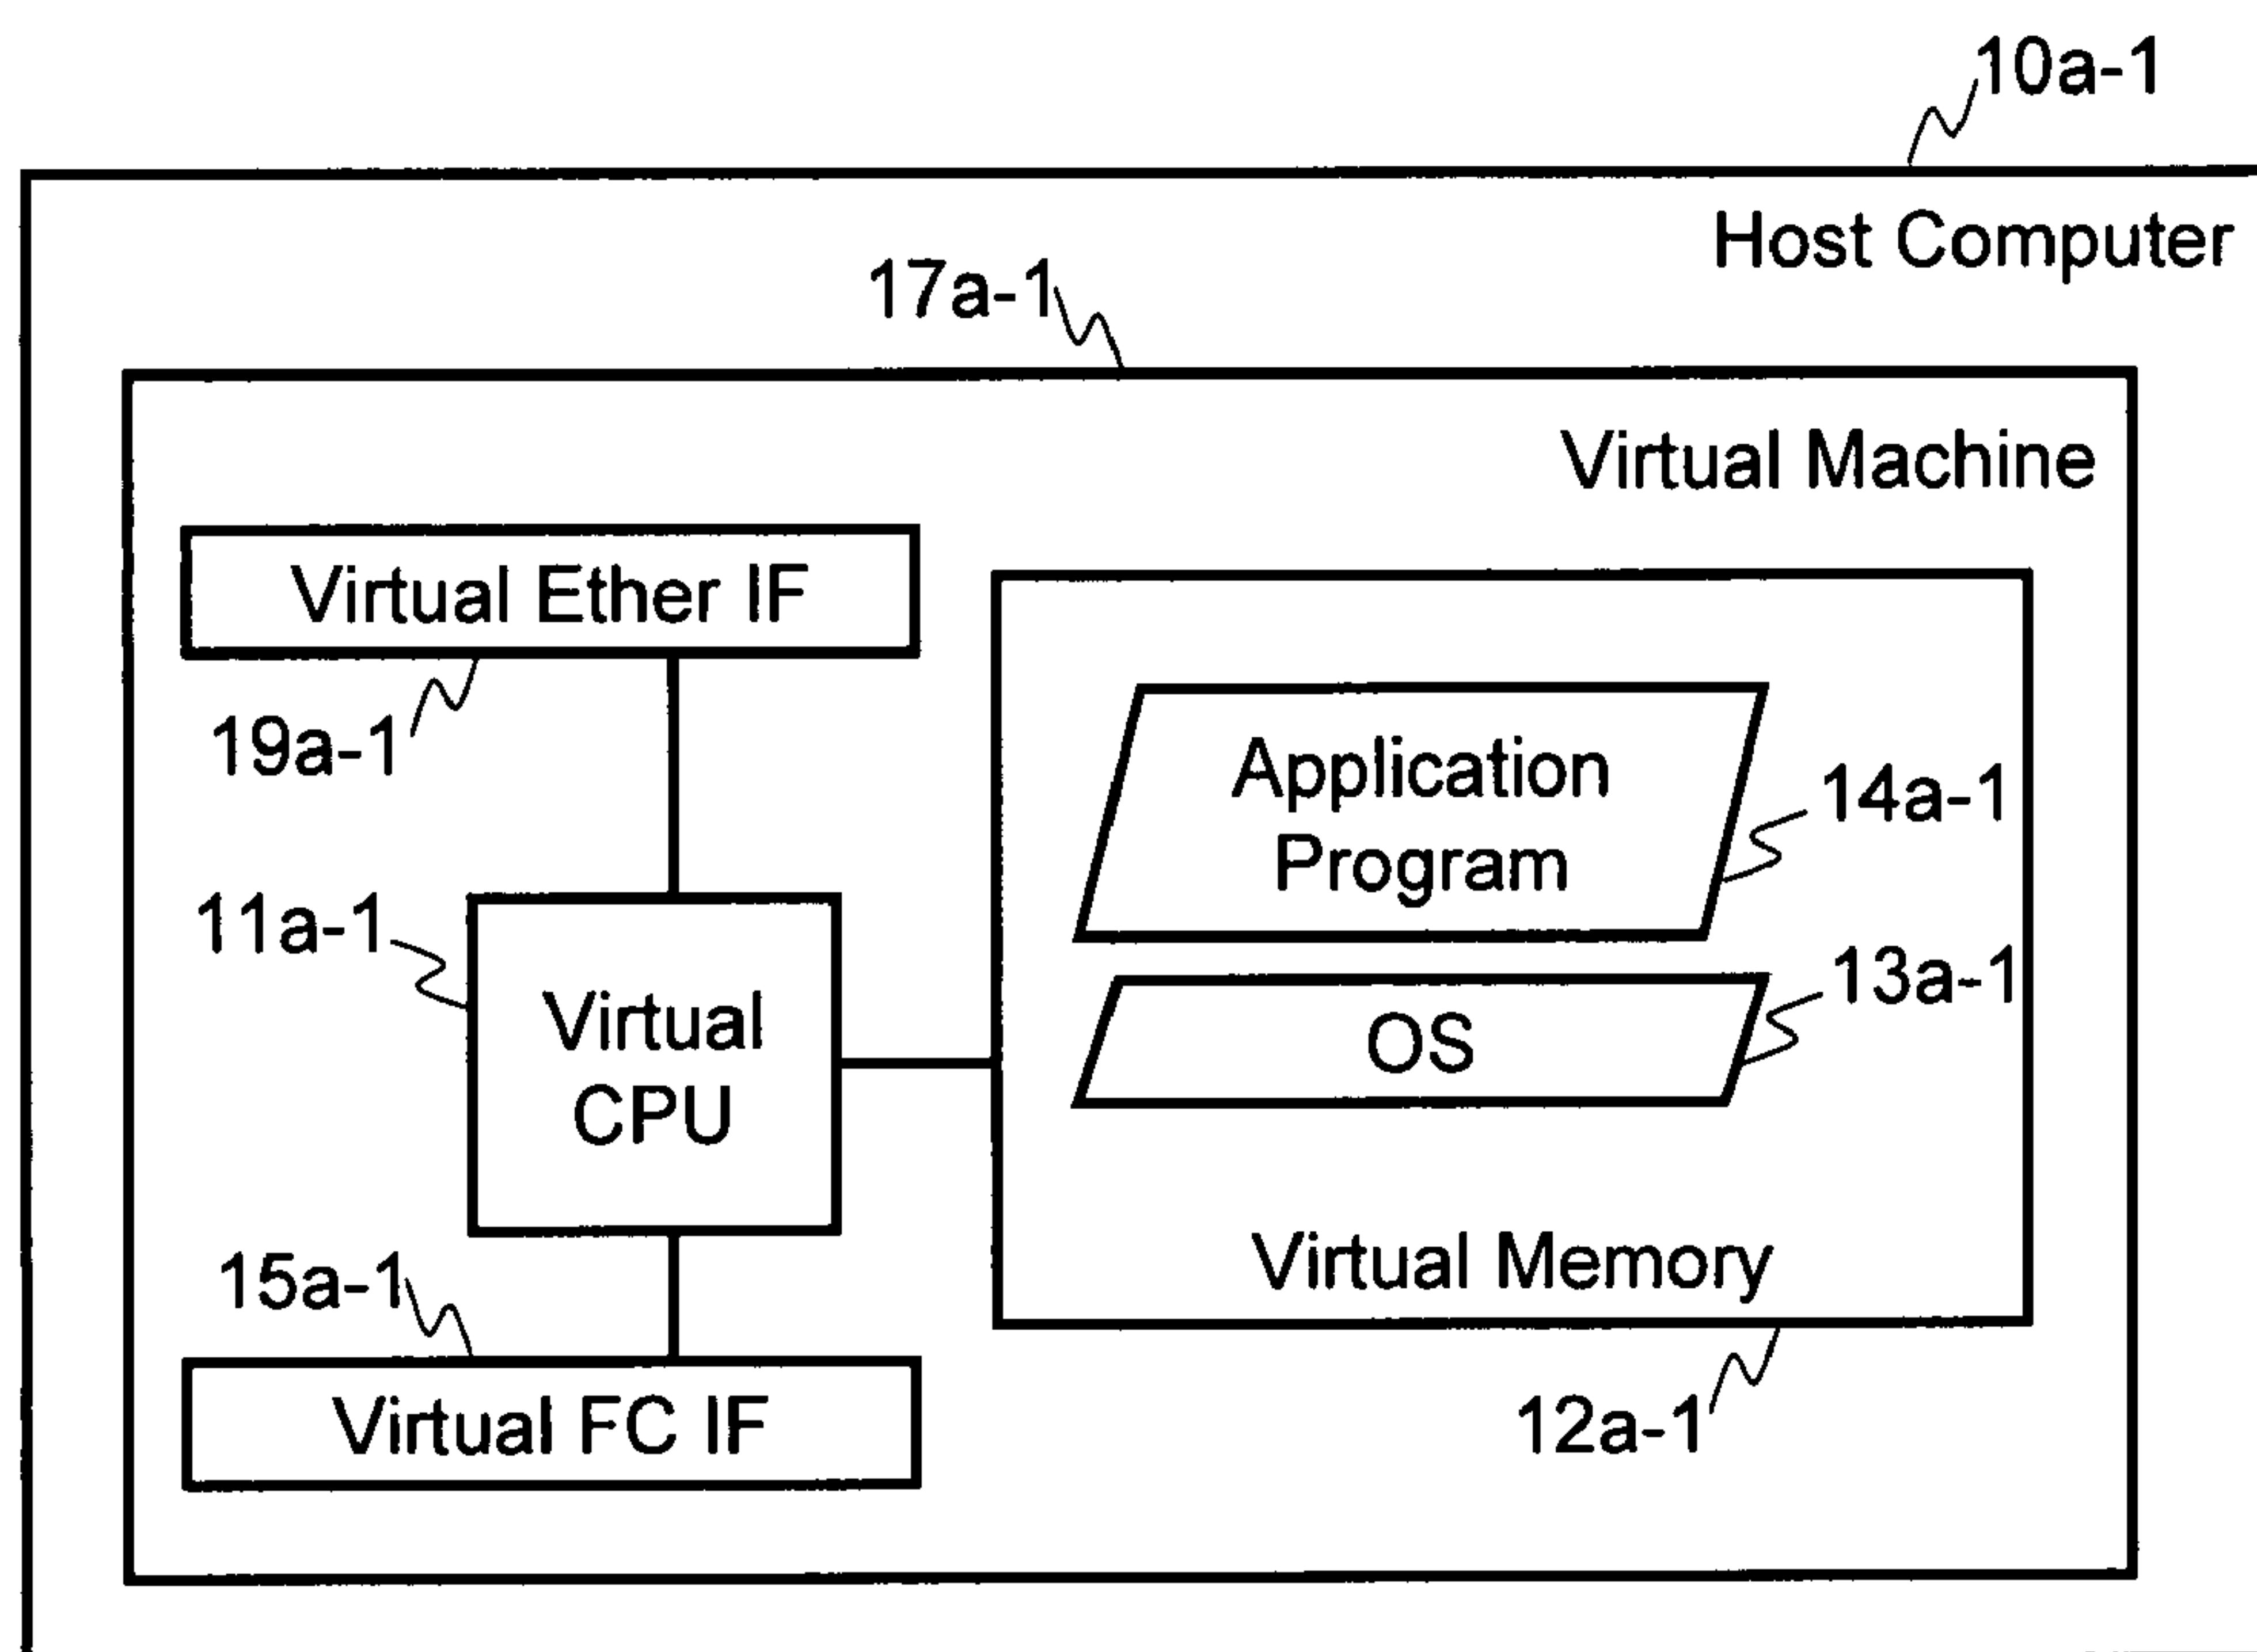 10a-1
Host Computer
17a-1
Virtual Machine
Virtual Ether IF
19a-1
Application
Program
14a-1
11a-1
Virtual
CPU
13a-1
OS
Virtual Memory
15a-1
Virtual FC IF
12a-1